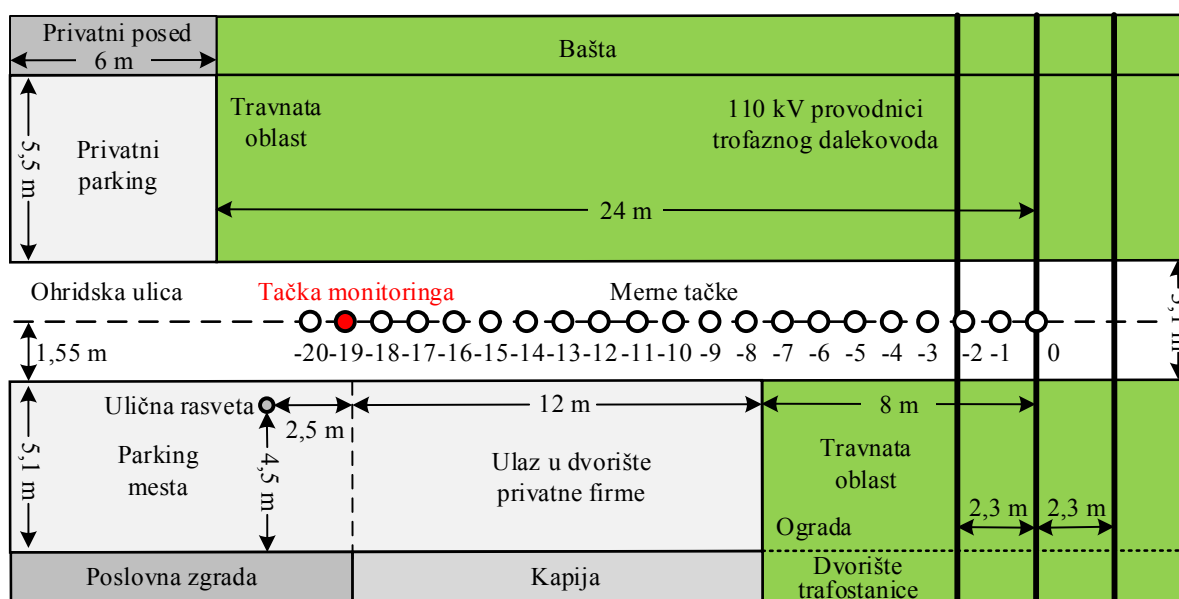 Privatni posed
6 m
Bašta
5,5 m
Privatni
parking
Travnata
oblast
110 kV provodnici
trofaznog dalekovoda
24 m
Ohridska ulica
Tačka monitoringa
Merne tačke
3,1 m
1,55 m
-20 -19 -18 -17 -16 -15 -14 -13 -12 -11 -10 -9 -8 -7 -6 -5 -4 -3 -2 -1 0
Ulična rasveta
2,5 m
12 m
8 m
5,1 m
Parking
mesta
4,5 m
Ulaz u dvorište
privatne firme
Travnata
oblast
2,3 m
2,3 m
Ograda
Poslovna zgrada
Kapija
Dvorište
trafostanice